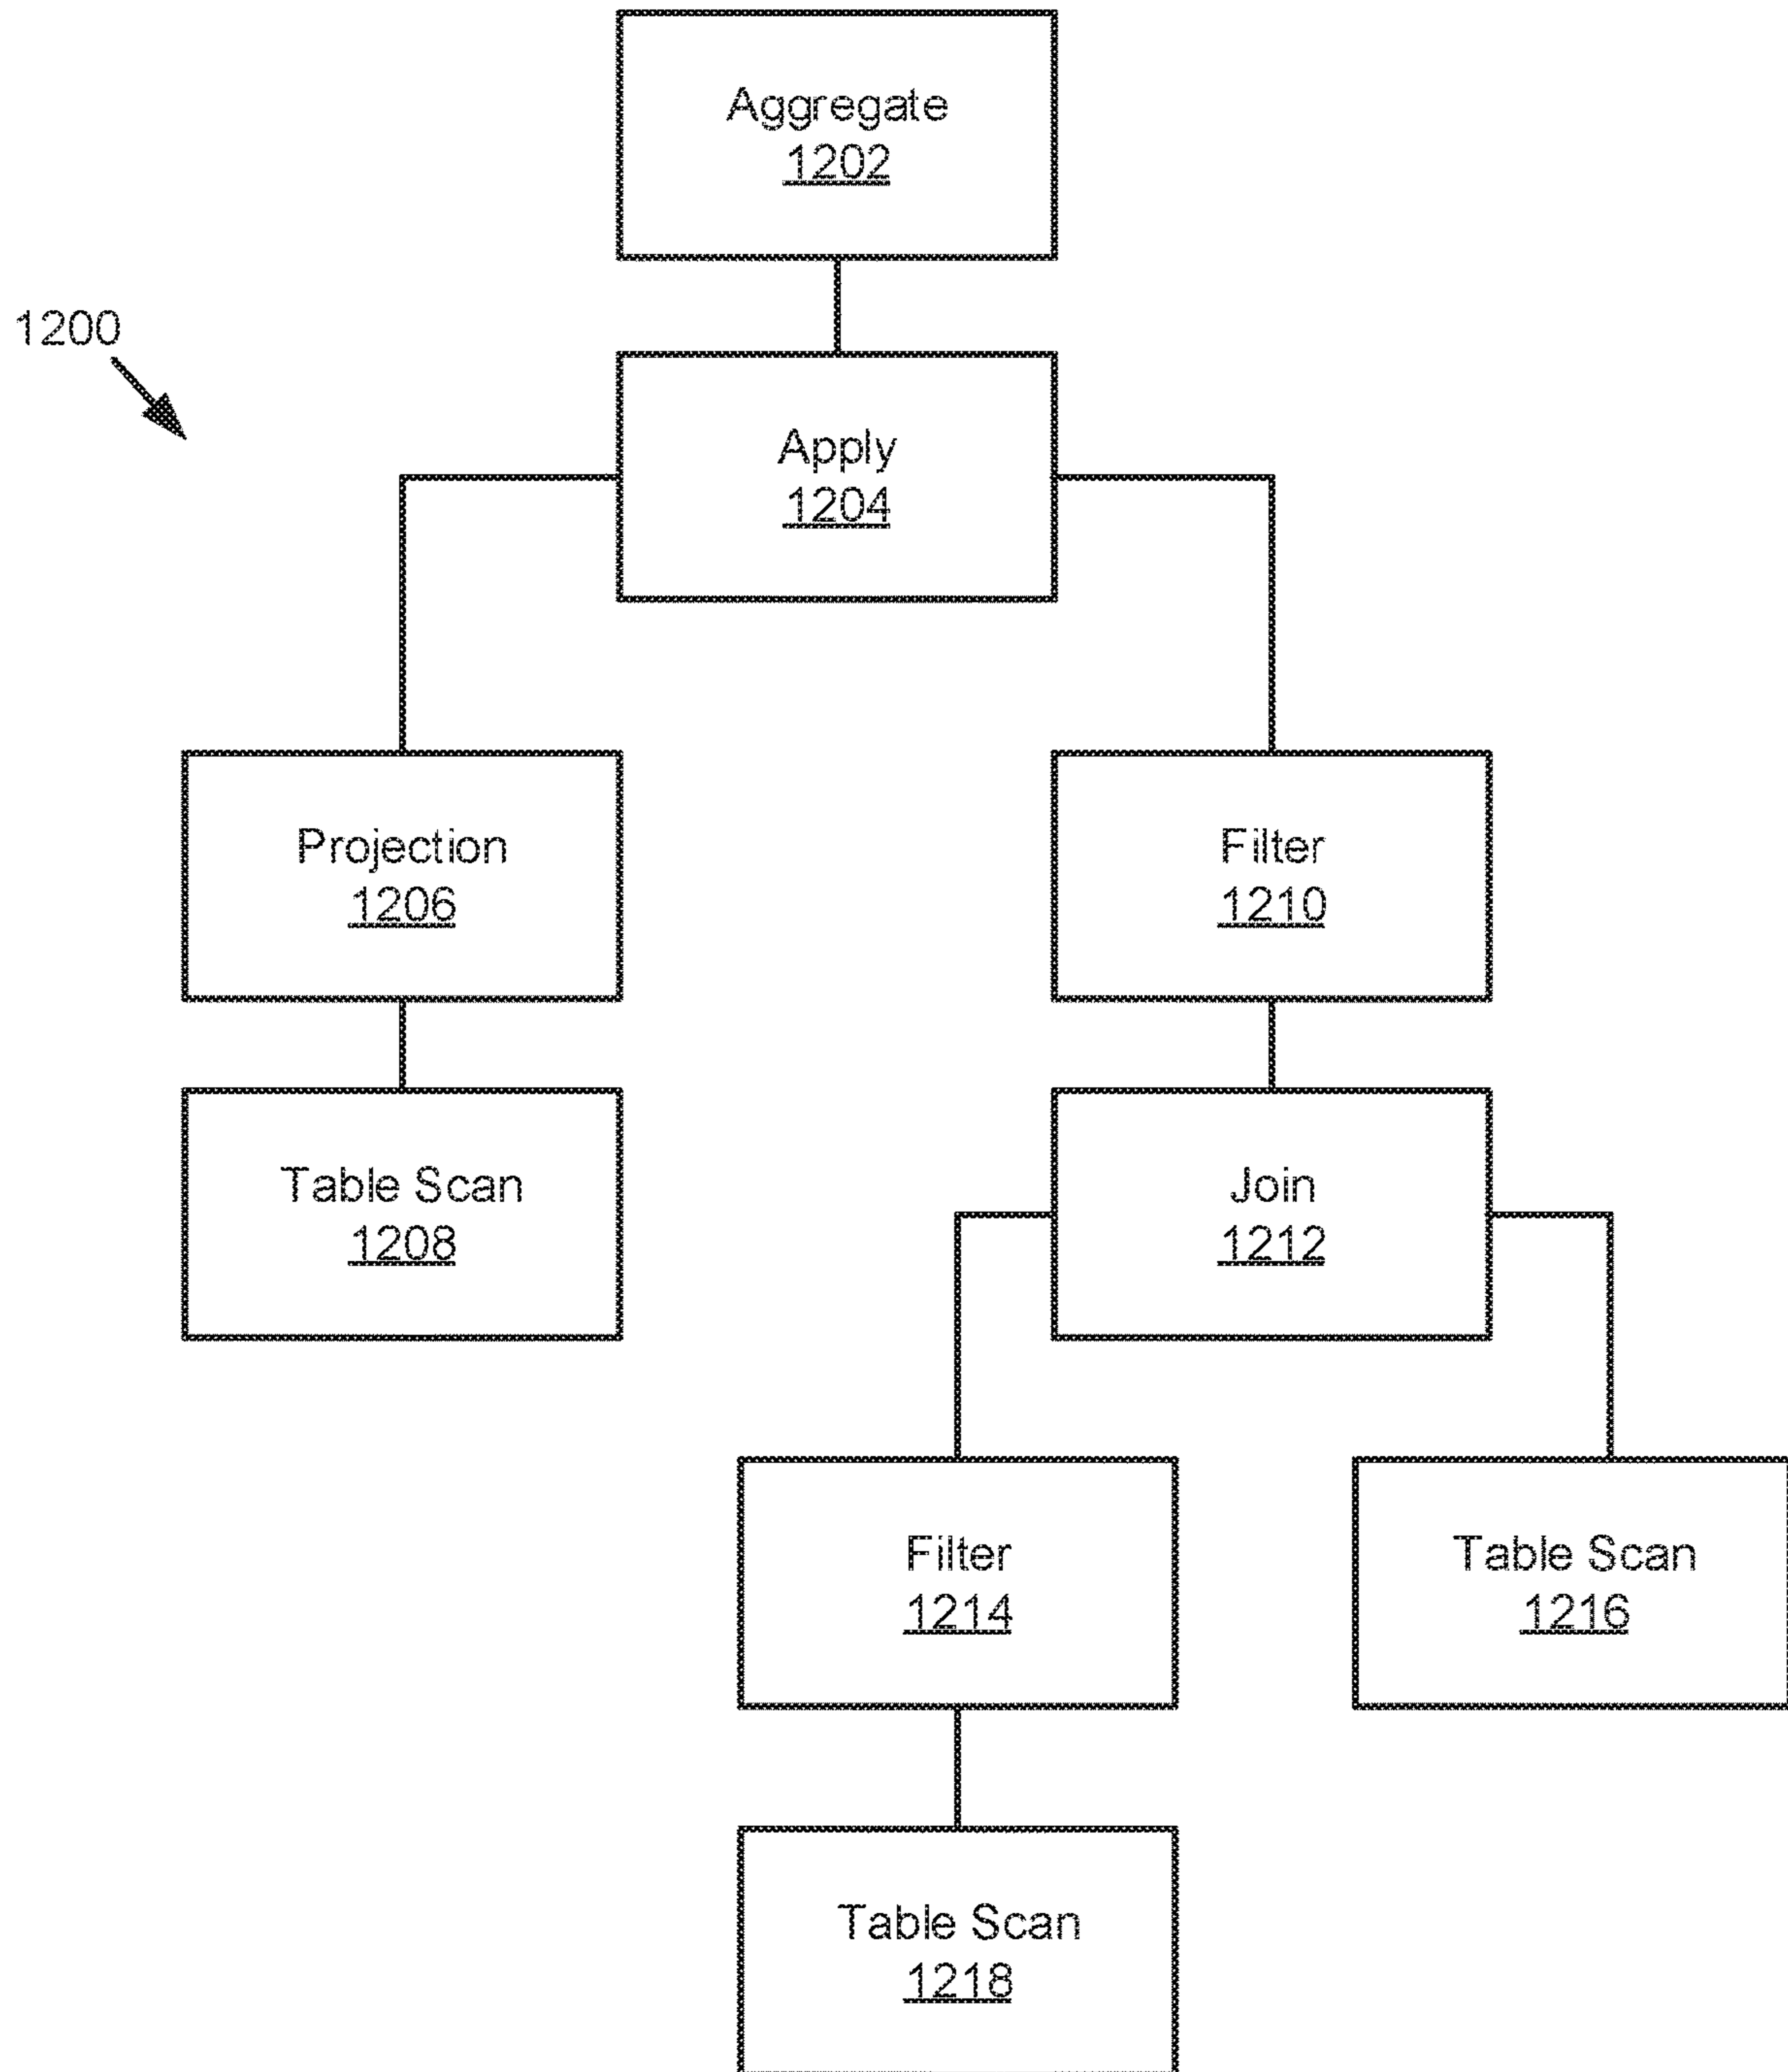 Aggregate
1202
1200
Apply
1204
Projection
1206
Filter
1210
Table Scan
1208
Join
1212
Filter
1214
Table Scan
1216
Table Scan
1218